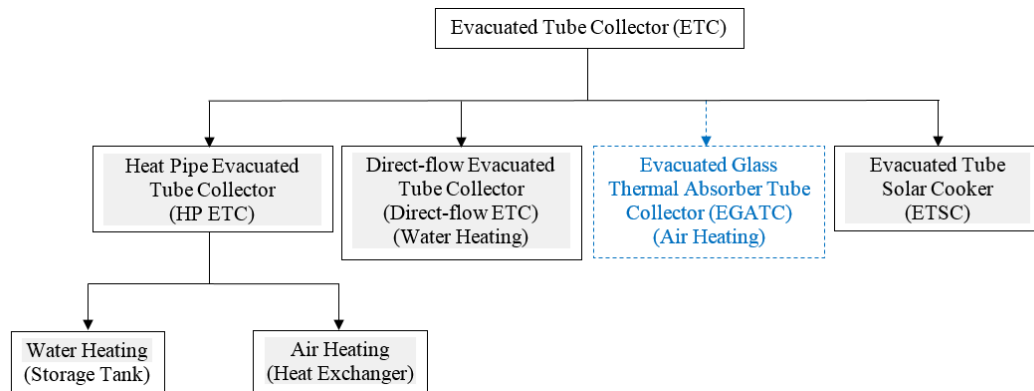 Evacuated Tube Collector (ETC)
Heat Pipe Evacuated
Tube Collector
(HP ETC)
Direct-flow Evacuated
Tube Collector
(Direct-flow ETC)
(Water Heating)
Evacuated Glass
Thermal Absorber Tube
Collector (EGATC)
(Air Heating)
Evacuated Tube
Solar Cooker
(ETSC)
Water Heating
(Storage Tank)
Air Heating
(Heat Exchanger)